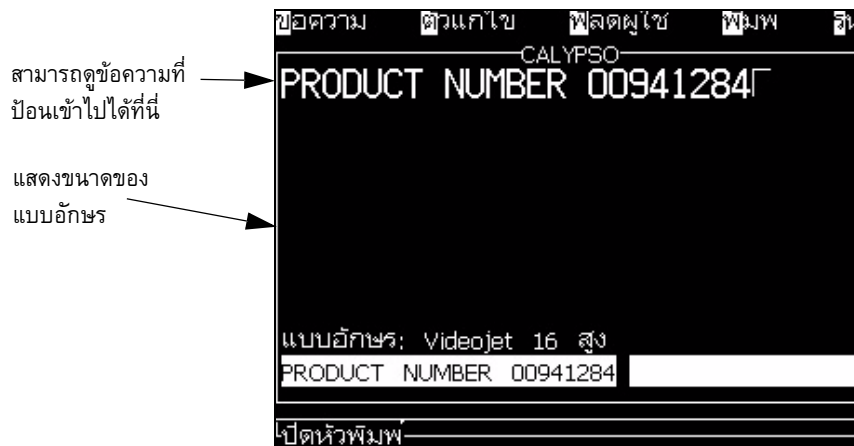 ขอความ ตัวแก้ไข ฟลดผูใช พิมพ
CALYPSO
สามารถดูข้อความที่
ป้อนเข้าไปได้ที่นี่
PRODUCT NUMBER 00941284
แสดงขนาดของ
แบบอักษร
แบบอักษร: Videojet 16 สูง
PRODUCT NUMBER 00941284
เปิดหัวพิมพ์